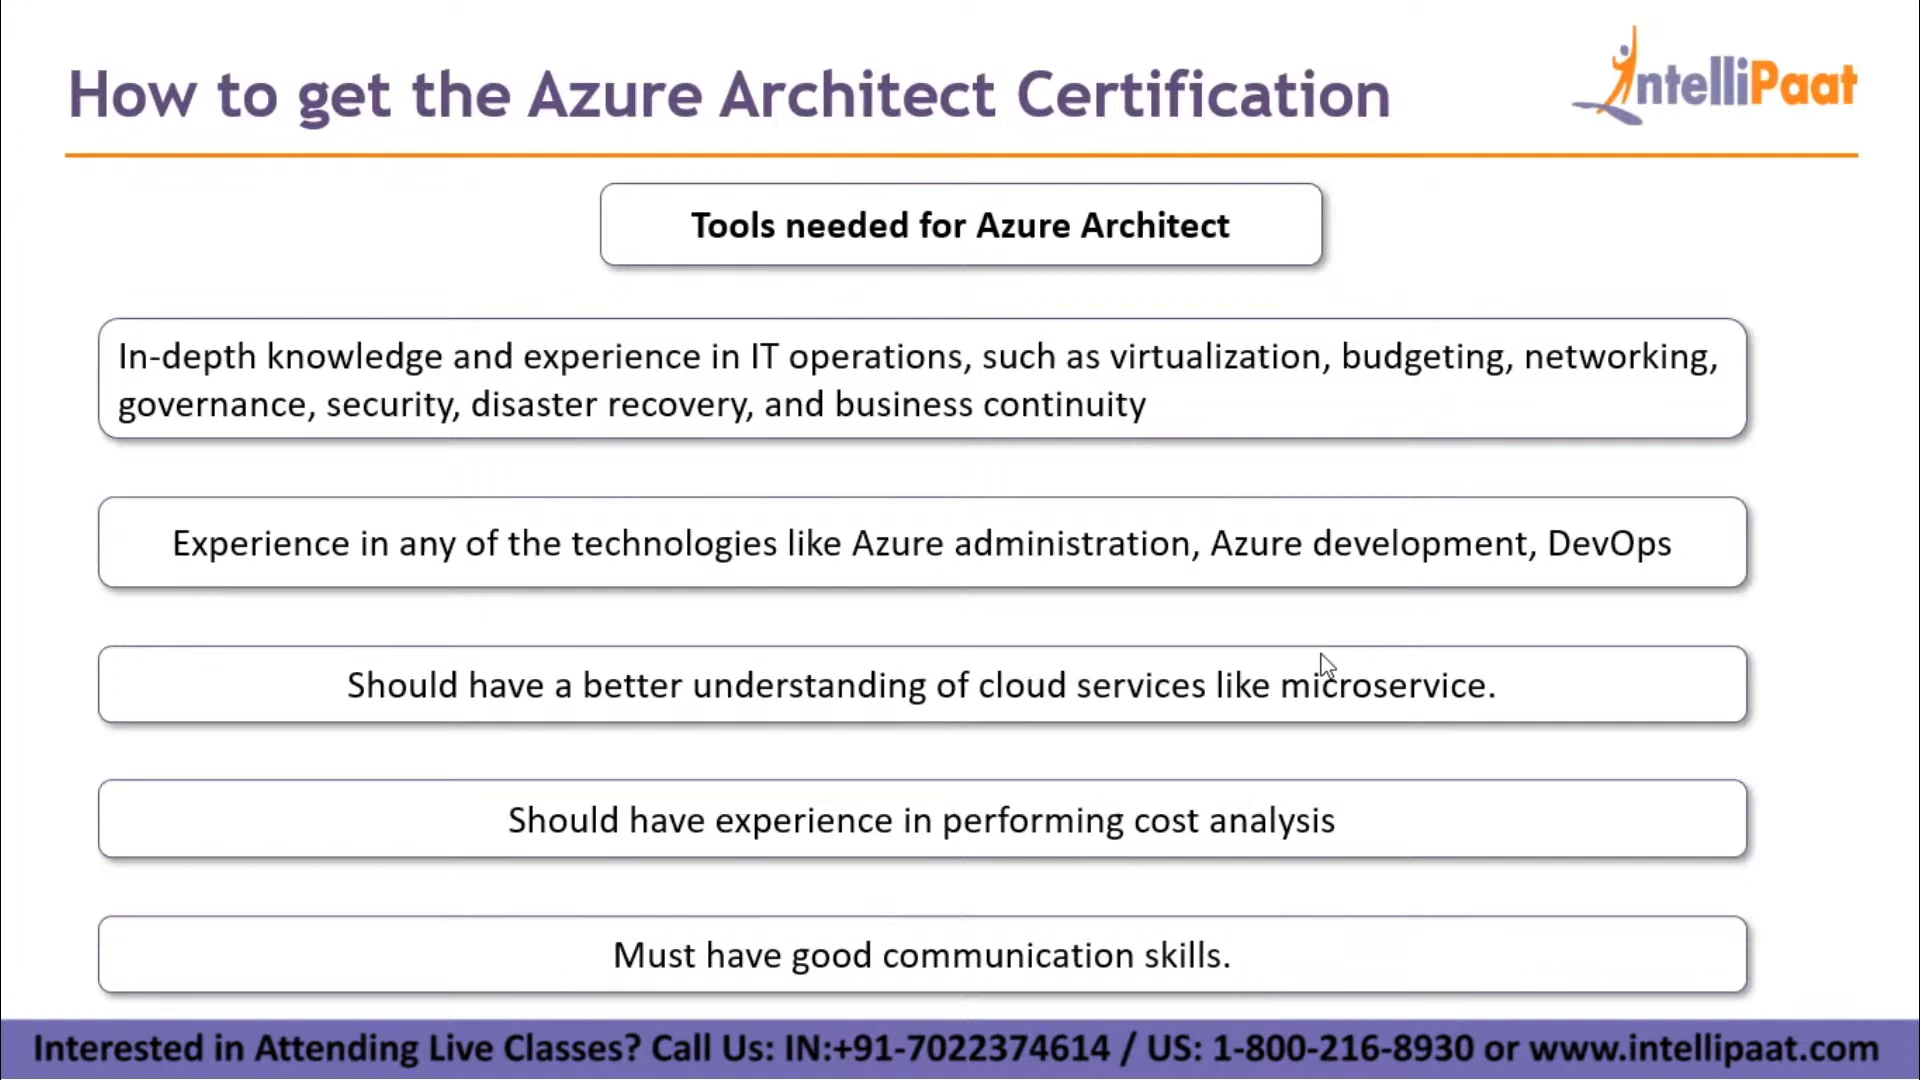 How to get the Azure Architect Certification
IntelliPaat
Tools needed for Azure Architect
In-depth knowledge and experience in IT operations, such as virtualization, budgeting, networking,
governance, security, disaster recovery, and business continuity
Experience in any of the technologies like Azure administration, Azure development, DevOps
Should have a better understanding of cloud services like microservice.
Should have experience in performing cost analysis
Must have good communication skills.
Interested in Attending Live Classes? Call Us: IN:+91-7022374614 / US: 1-800-216-8930 or www.intellipaat.com